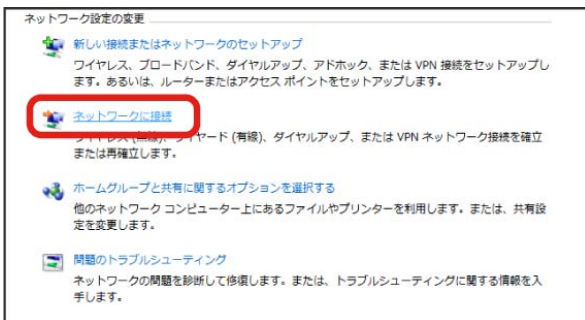 ネットワーク設定の変更
新しい接続またはネットワークのセットアップ
ワイヤレス、ブロードバンド、ダイヤルアップ、アドホック、または VPN 接続をセットアップし
ます。あるいは、ルーターまたはアクセス ポイントをセットアップします。
ネットワークに接続
ワイヤレス (無線)、ワイヤード (有線)、ダイヤルアップ、または VPN ネットワーク接続を確立
または再確立します。
ホームグループと共有に関するオプションを選択する
他のネットワーク コンピューター上にあるファイルやプリンターを利用します。または、共有設
定を変更します。
問題のトラブルシューティング
ネットワークの問題を診断して修復します。または、トラブルシューティングに関する情報を入
手します。